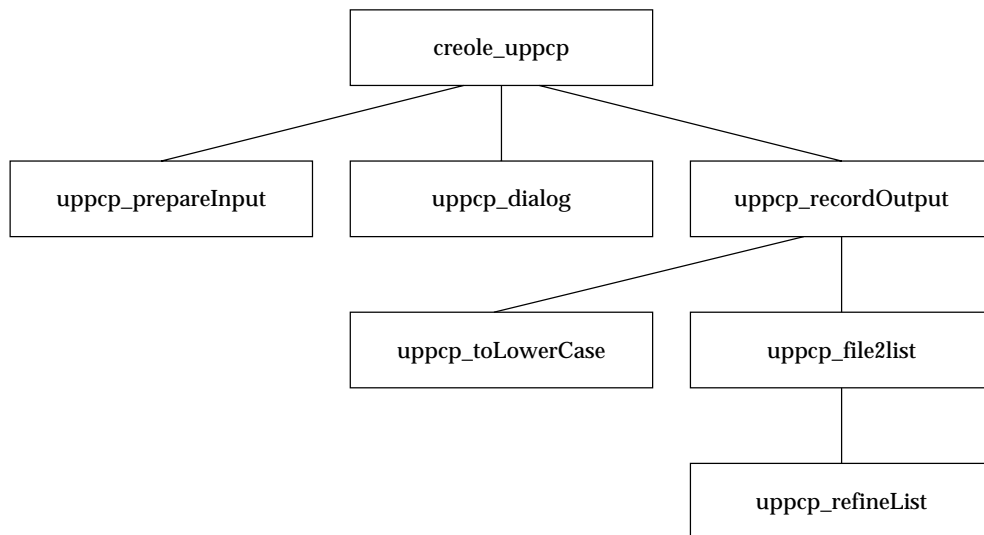 creole_uppcp
uppcp_prepareInput
uppcp_dialog
uppcp_recordOutput
uppcp_toLowerCase
uppcp_file2list
uppcp_refineList